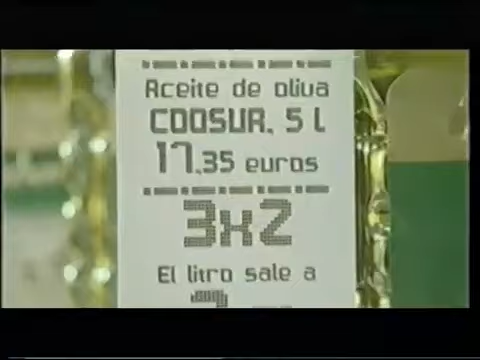 Aceite de oliva
COOSUR, 5 l
17,35 euros
3x2
El litro sale a